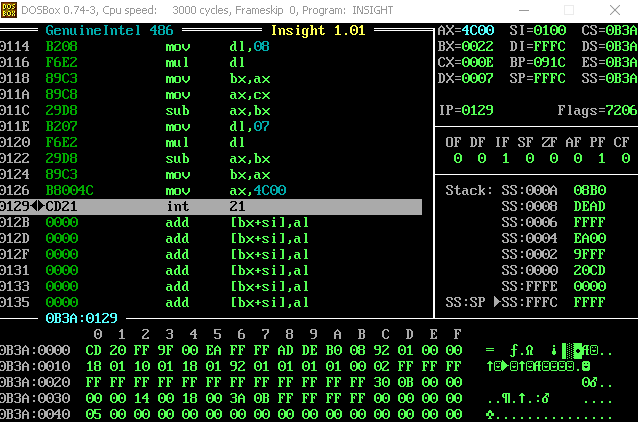 DOSBox 0.74-3, Cpu speed: 3000 cycles, Frameskip 0, Program: INSIGHT
GenuineIntel 486 Insight 1.01
0114 B208 mov dl,08
0116 F6E2 mul dl
0118 89C3 mov bx,ax
011A 89C8 mov ax,cx
011C 29D8 sub ax,bx
011E B207 mov dl,07
0120 F6E2 mul dl
0122 29D8 sub ax,bx
0124 89C3 mov bx,ax
0126 B8004C mov ax,4C00
0129◄►CD21 int 21
012B 0000 add [bx+si],al
012D 0000 add [bx+si],al
012F 0000 add [bx+si],al
0131 0000 add [bx+si],al
0133 0000 add [bx+si],al
0135 0000 add [bx+si],al
0B3A:0129
AX=4C00 SI=0100 CS=0B3A
BX=0022 DI=FFFC DS=0B3A
CX=000E BP=091C ES=0B3A
DX=0007 SP=FFFC SS=0B3A
IP=0129 Flags=7206
OF DF IF SF ZF AF PF CF
0 0 1 0 0 0 1 0
Stack: SS:000A 08B0
SS:0008 DEAD
SS:0006 FFFF
SS:0004 EA00
SS:0002 9FFF
SS:0000 20CD
SS:FFFE 0000
SS:SP ►SS:FFFC FFFF
0 1 2 3 4 5 6 7 8 9 A B C D E F
0B3A:0000 CD 20 FF 9F 00 EA FF FF AD DE B0 08 92 01 00 00
0B3A:0010 18 01 10 01 18 01 92 01 01 01 01 00 02 FF FF FF
0B3A:0020 FF FF FF FF FF FF FF FF FF FF FF FF 30 0B 00 00
0B3A:0030 00 00 14 00 18 00 3A 0B FF FF FF FF 00 00 00 00
0B3A:0040 05 00 00 00 00 00 00 00 00 00 00 00 00 00 00 00